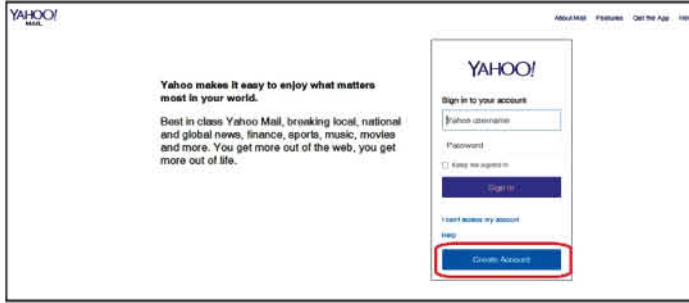 YAHOO!
MAIL
About Mail Features Get the App Help
YAHOO!
Yahoo makes it easy to enjoy what matters
most in your world.
Best in class Yahoo Mail, breaking local, national
and global news, finance, sports, music, movies
and more. You get more out of the web, you get
more out of life.
Sign in to your account
Yahoo username
Password
Keep me signed in
Sign In
I can't access my account
Help
Create Account